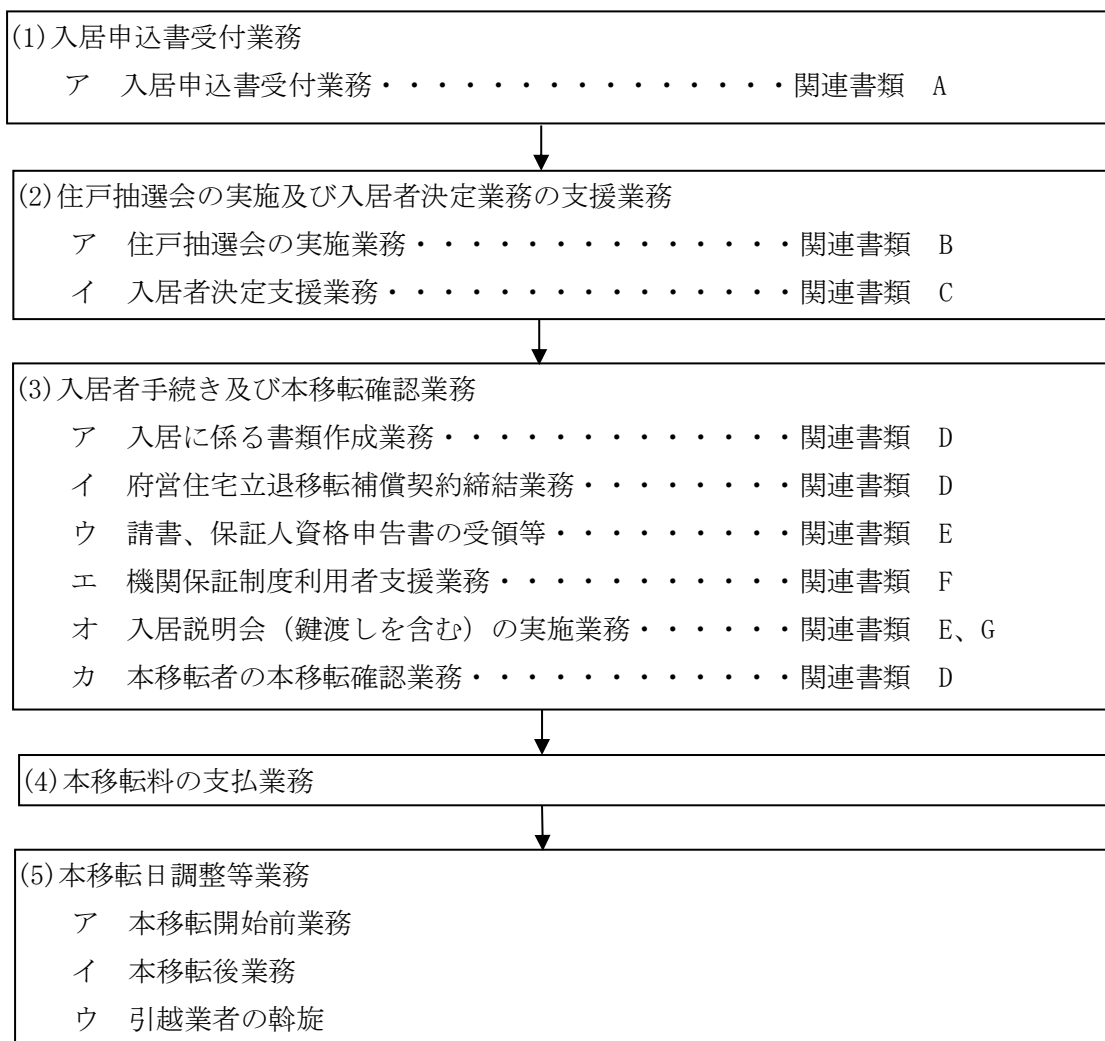 (1)入居申込書受付業務
ア　入居申込書受付業務・・・・・・・・・・・・・・・関連書類　A
(2)住戸抽選会の実施及び入居者決定業務の支援業務
ア　住戸抽選会の実施業務・・・・・・・・・・・・・・関連書類　B
イ　入居者決定支援業務・・・・・・・・・・・・・・・関連書類　C
(3)入居者手続き及び本移転確認業務
ア　入居に係る書類作成業務・・・・・・・・・・・・・関連書類　D
イ　府営住宅立退移転補償契約締結業務・・・・・・・・関連書類　D
ウ　請書、保証人資格申告書の受領等・・・・・・・・・関連書類　E
エ　機関保証制度利用者支援業務・・・・・・・・・・・関連書類　F
オ　入居説明会（鍵渡しを含む）の実施業務・・・・・・関連書類　E、G
カ　本移転者の本移転確認業務・・・・・・・・・・・・関連書類　D
(4)本移転料の支払業務
(5)本移転日調整等業務
ア　本移転開始前業務
イ　本移転後業務
ウ　引越業者の斡旋